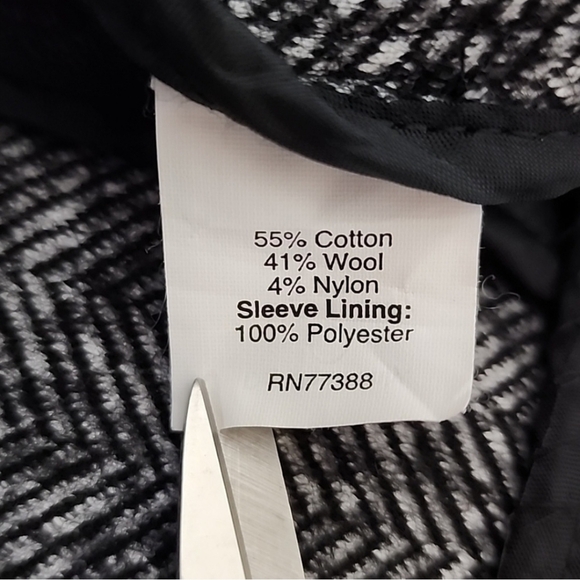 55% Cotton
41% Wool
4% Nylon
Sleeve Lining:
100% Polyester
RN77388